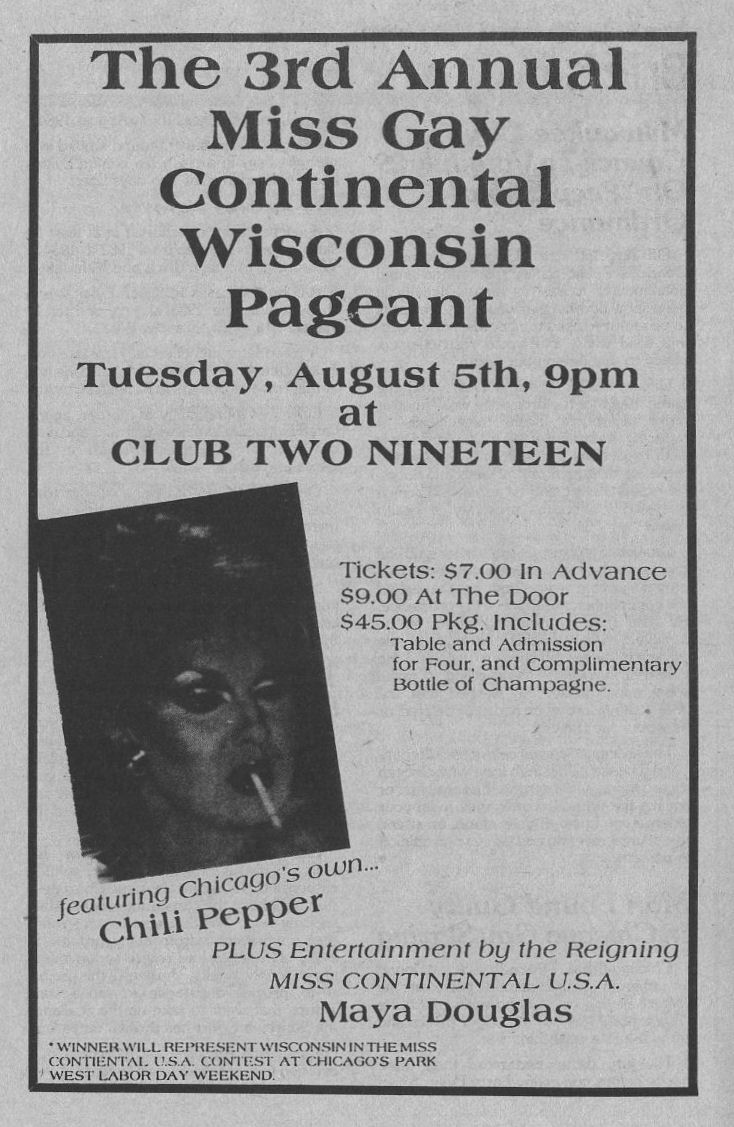 The 3rd Annual
Miss Gay
Continental
Wisconsin
Pageant
Tuesday, August 5th, 9pm
at
CLUB TWO NINETEEN
Tickets: $7.00 In Advance
$9.00 At The Door
$45.00 Pkg. Includes:
Table and Admission
for Four, and Complimentary
Bottle of Champagne.
featuring Chicago's own...
Chili Pepper
PLUS Entertainment by the Reigning
MISS CONTINENTAL U.S.A.
Maya Douglas
* WINNER WILL REPRESENT WISCONSIN IN THE MISS
CONTIENTAL U.S.A. CONTEST AT CHICAGO'S PARK
WEST LABOR DAY WEEKEND.